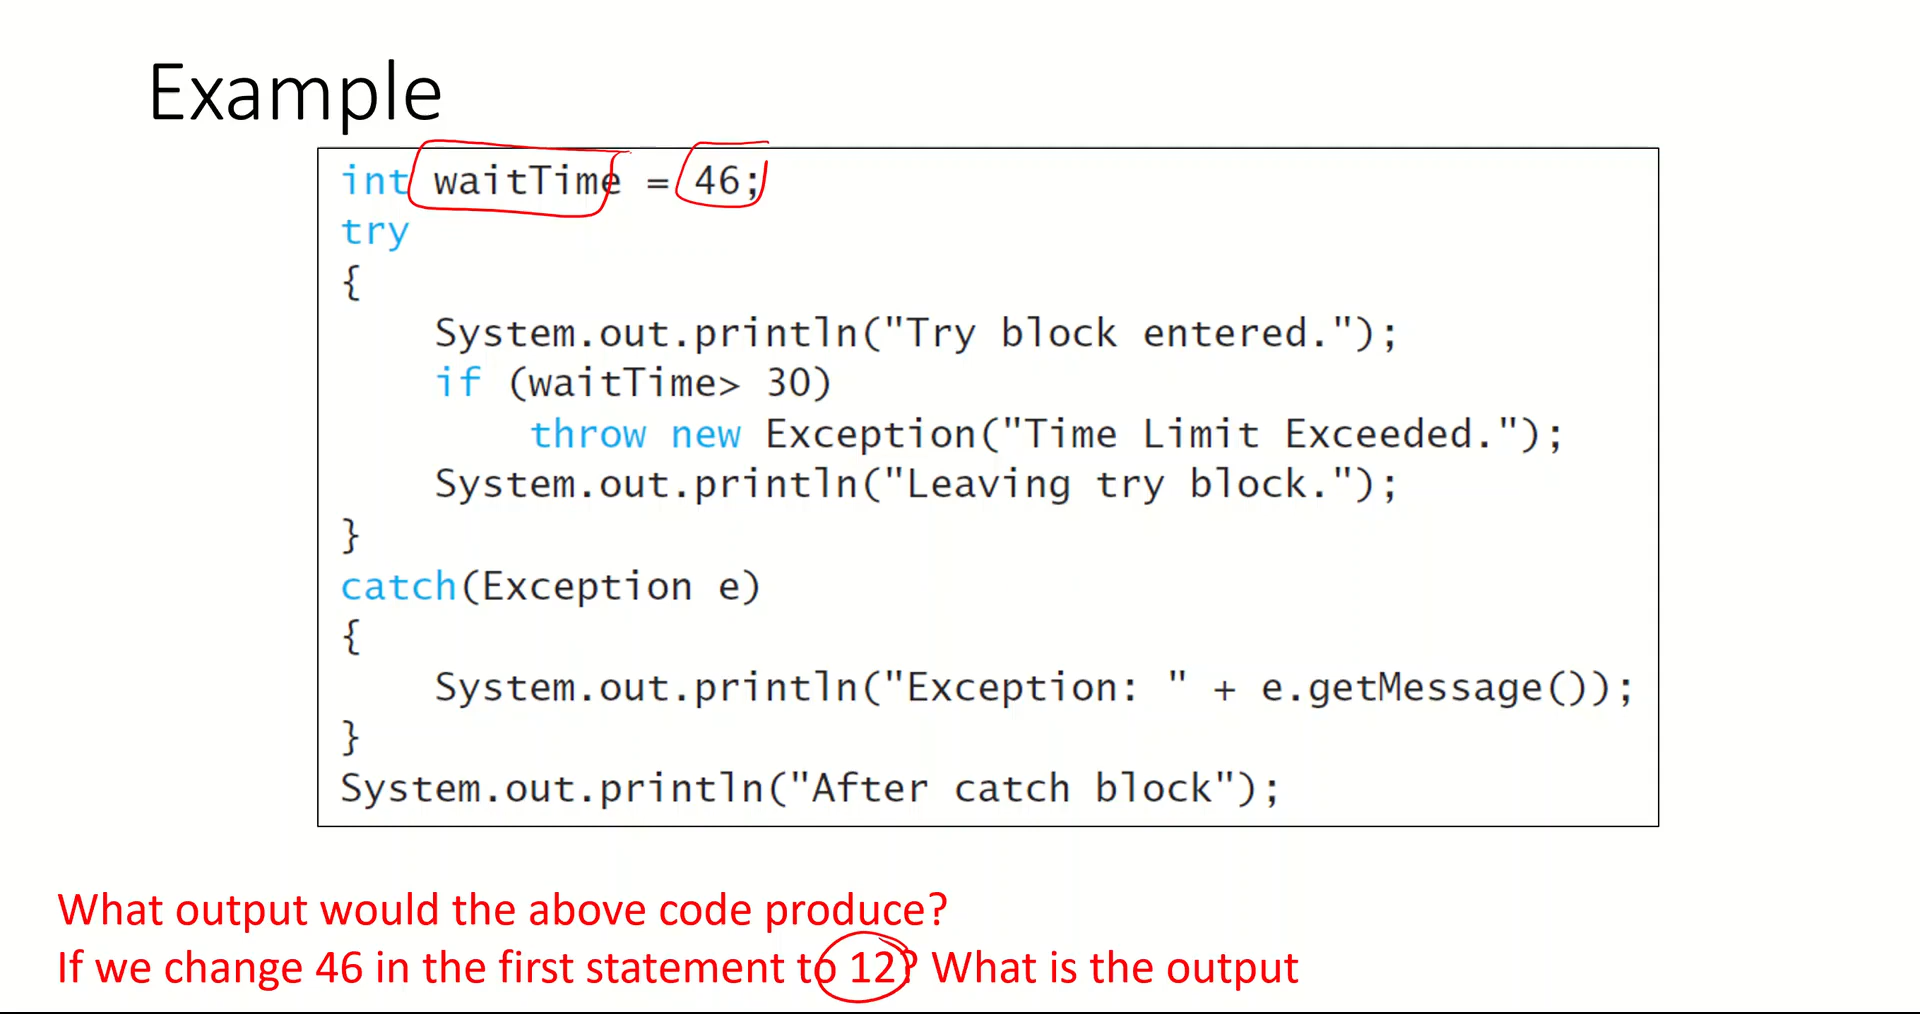 Example
int waitTime = 46;
try
{
System.out.println("Try block entered.");
if (waitTime> 30)
throw new Exception("Time Limit Exceeded.");
System.out.println("Leaving try block.");
}
catch(Exception e)
{
System.out.println("Exception: " + e.getMessage());
}
System.out.println("After catch block");
What output would the above code produce?
If we change 46 in the first statement to 12? What is the output